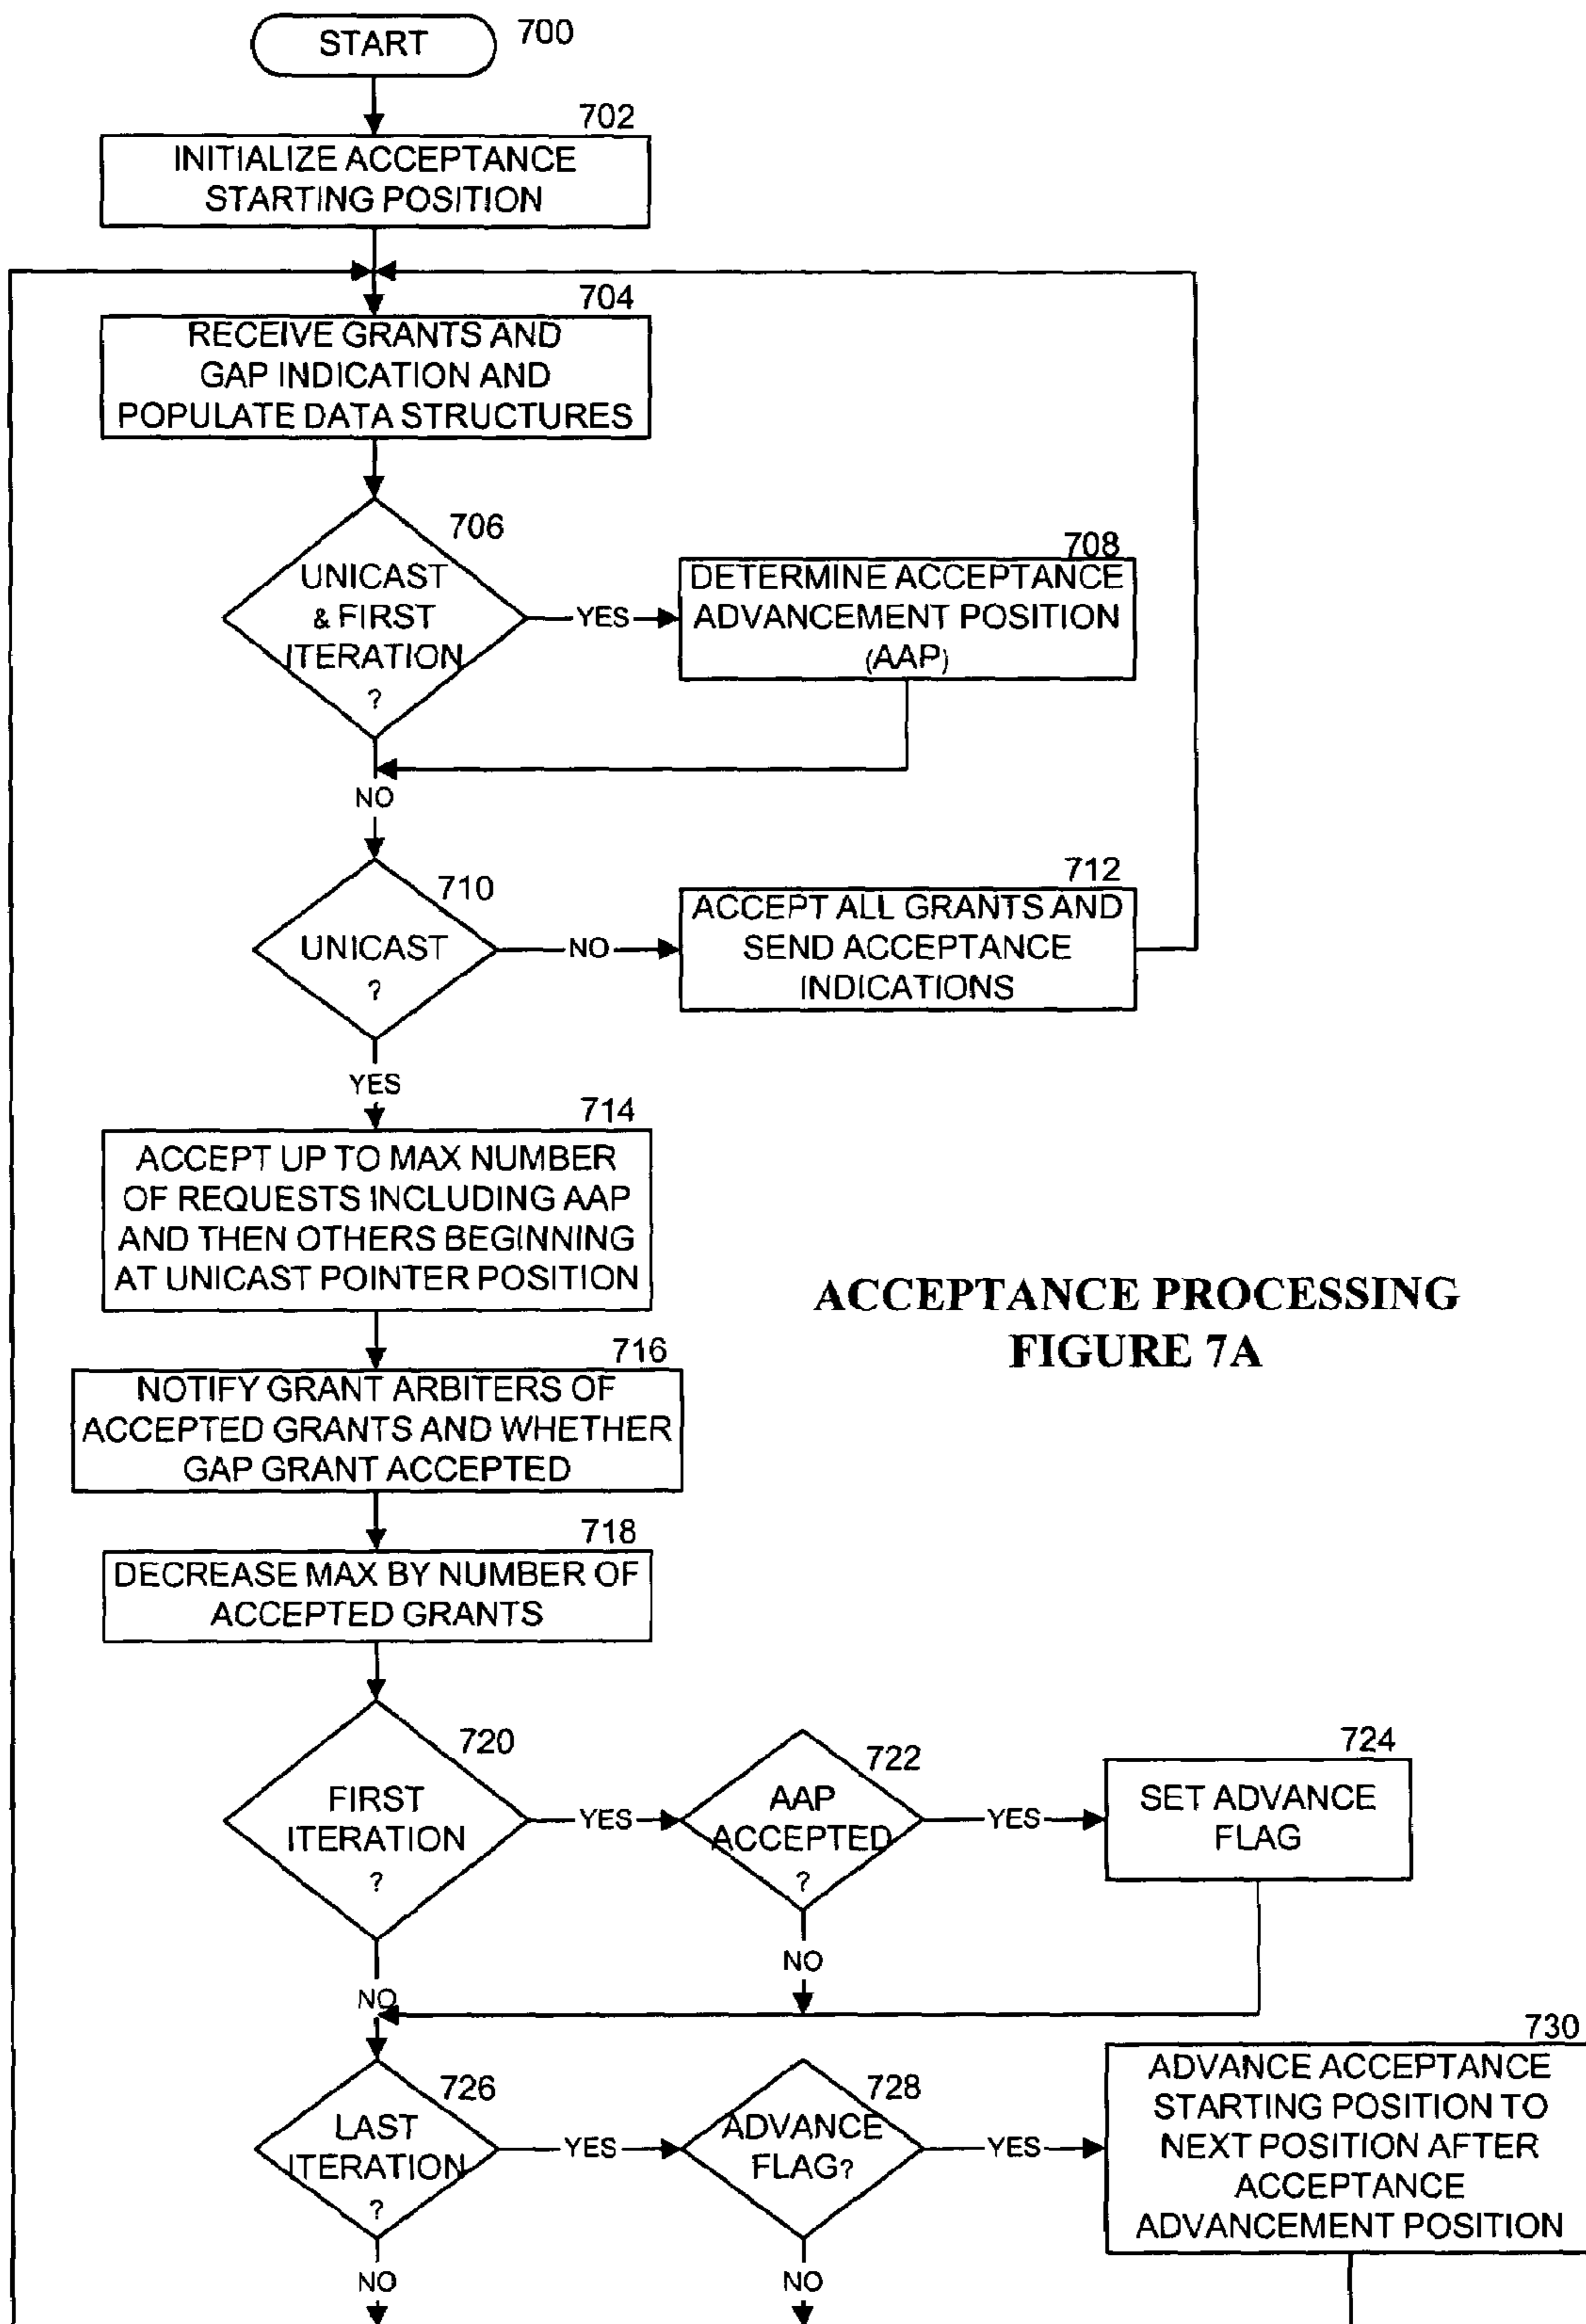 START
700
702
INITIALIZE ACCEPTANCE
STARTING POSITION
704
RECEIVE GRANTS AND
GAP INDICATION AND
POPULATE DATA STRUCTURES
706
UNICAST
& FIRST
ITERATION
?
YES
708
DETERMINE ACCEPTANCE
ADVANCEMENT POSITION
(AAP)
NO
710
UNICAST
?
NO
712
ACCEPT ALL GRANTS AND
SEND ACCEPTANCE
INDICATIONS
YES
714
ACCEPT UP TO MAX NUMBER
OF REQUESTS INCLUDING AAP
AND THEN OTHERS BEGINNING
AT UNICAST POINTER POSITION
ACCEPTANCE PROCESSING
FIGURE 7A
716
NOTIFY GRANT ARBITERS OF
ACCEPTED GRANTS AND WHETHER
GAP GRANT ACCEPTED
718
DECREASE MAX BY NUMBER OF
ACCEPTED GRANTS
720
FIRST
ITERATION
?
YES
722
AAP
ACCEPTED
?
YES
724
SET ADVANCE
FLAG
NO
NO
726
LAST
ITERATION
?
YES
728
ADVANCE
FLAG?
YES
730
ADVANCE ACCEPTANCE
STARTING POSITION TO
NEXT POSITION AFTER
ACCEPTANCE
ADVANCEMENT POSITION
NO
NO